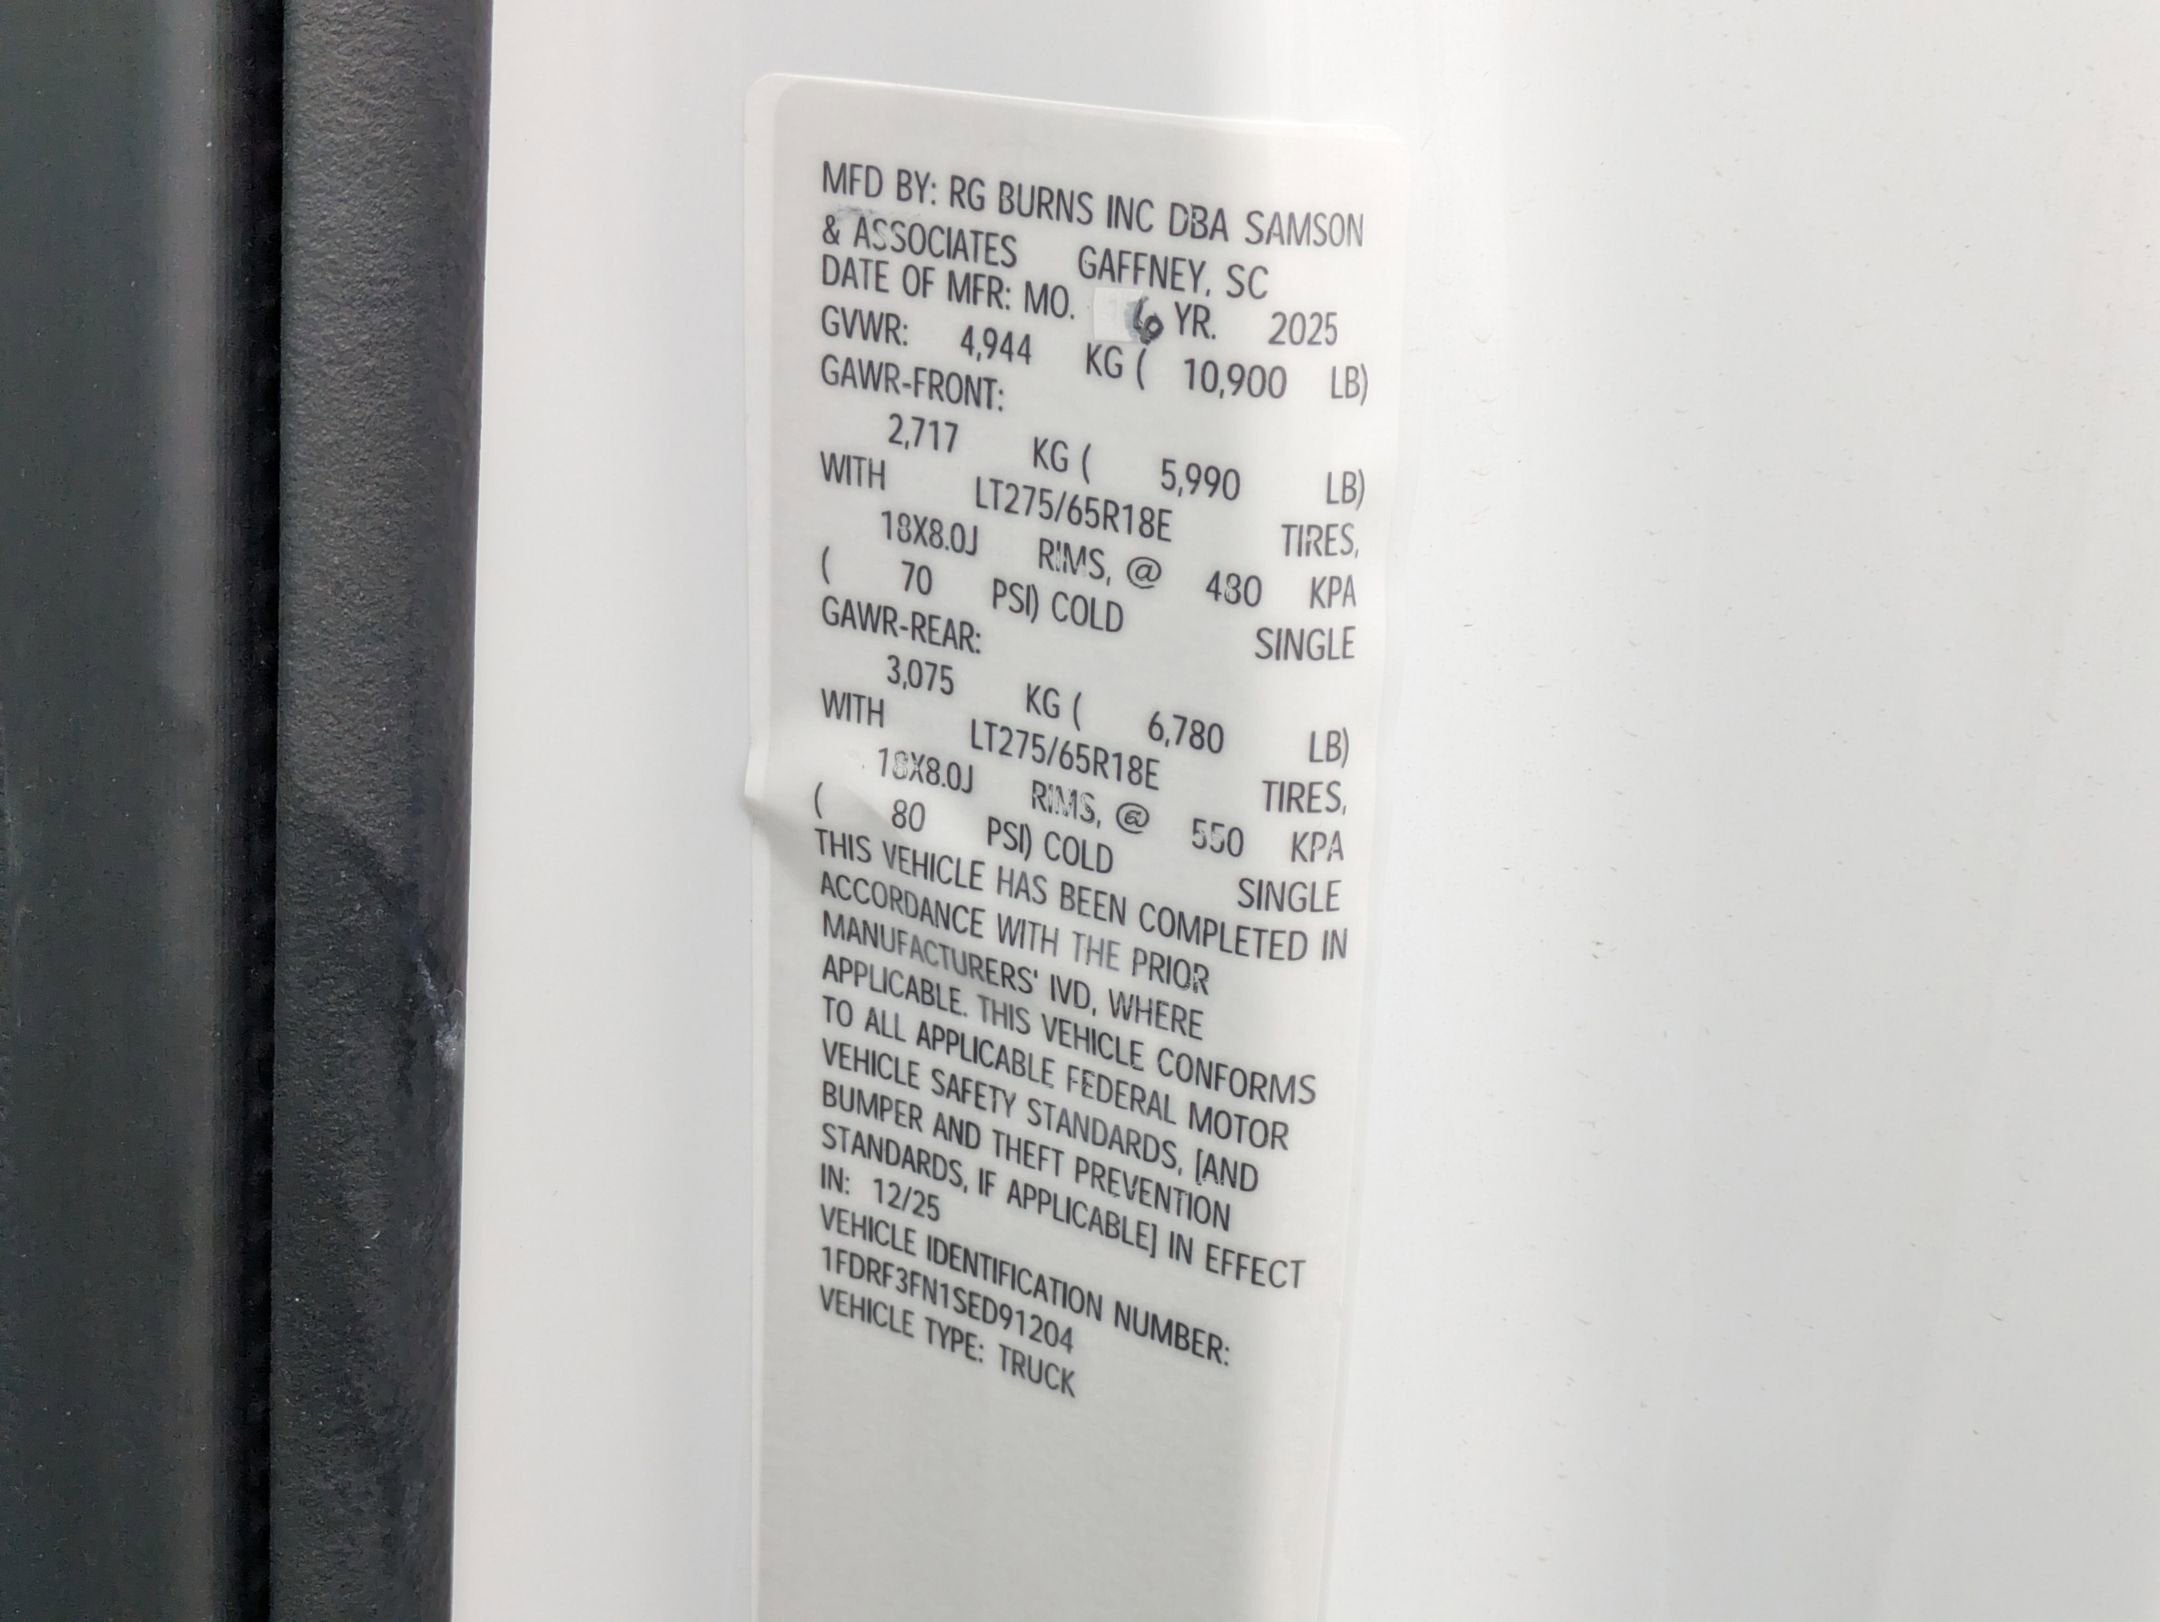 MFD BY: RG BURNS INC DBA SAMSON
& ASSOCIATES GAFFNEY, SC
DATE OF MFR: MO. 6 YR. 2025
GVWR: 4,944 KG ( 10,900 LB)
GAWR-FRONT:
2,717 KG ( 5,990 LB)
WITH LT275/65R18E TIRES,
18X8.0J RIMS, @ 480 KPA
( 70 PSI) COLD SINGLE
GAWR-REAR:
3,075 KG ( 6,780 LB)
WITH LT275/65R18E TIRES,
18X8.0J RIMS, @ 550 KPA
( 80 PSI) COLD SINGLE
THIS VEHICLE HAS BEEN COMPLETED IN
ACCORDANCE WITH THE PRIOR
MANUFACTURERS' IVD, WHERE
APPLICABLE. THIS VEHICLE CONFORMS
TO ALL APPLICABLE FEDERAL MOTOR
VEHICLE SAFETY STANDARDS, [AND
BUMPER AND THEFT PREVENTION
STANDARDS, IF APPLICABLE] IN EFFECT
IN: 12/25
VEHICLE IDENTIFICATION NUMBER:
1FDRF3FN1SED91204
VEHICLE TYPE: TRUCK